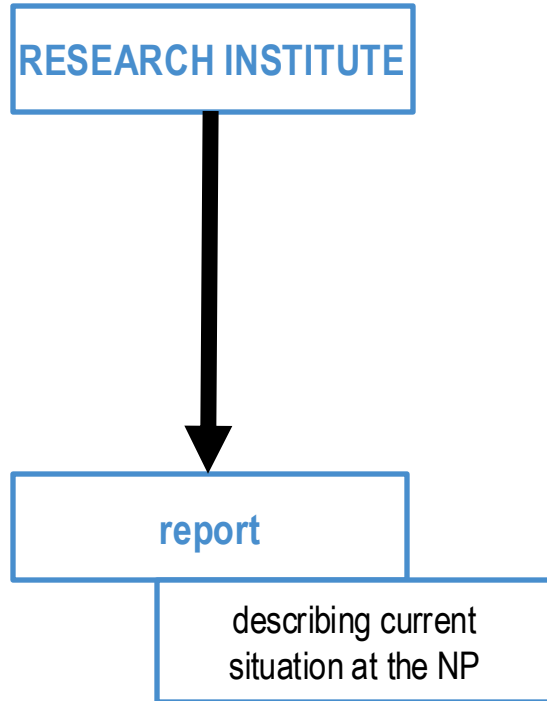 RESEARCH INSTITUTE
report
describing current
situation at the NP